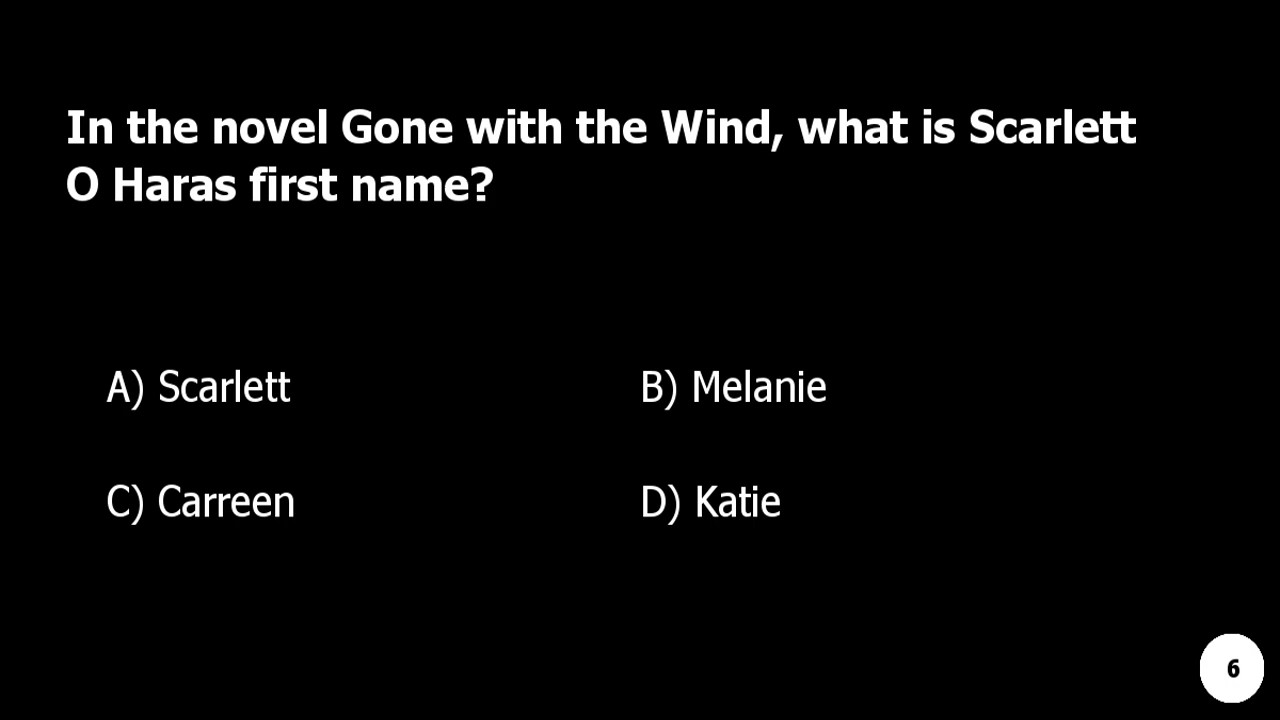 In the novel Gone with the Wind, what is Scarlett
O Haras first name?
A) Scarlett
B) Melanie
C) Carreen
D) Katie
6